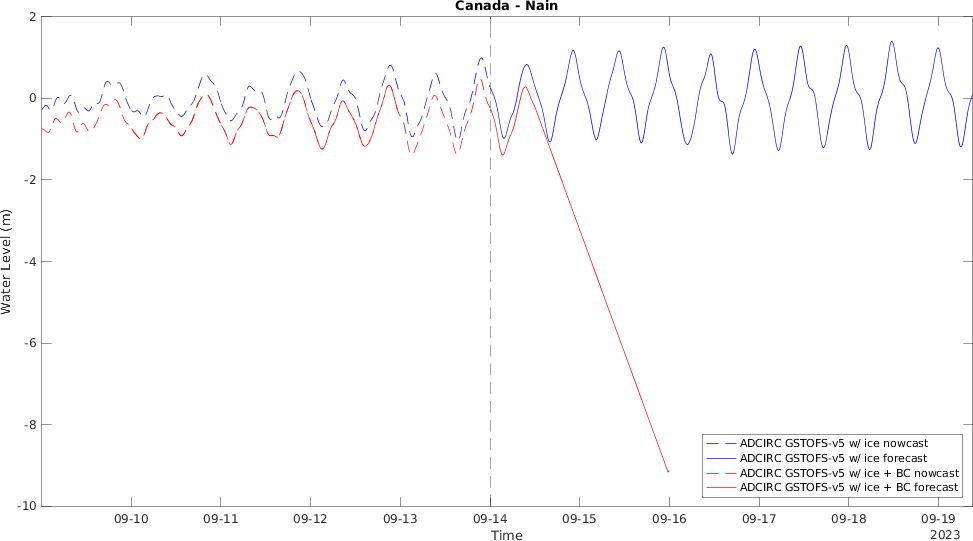 Canada - Nain
2
0
-2
-4
-6
-8
-10
Water Level (m)
09-10 09-11 09-12 09-13 09-14 09-15 09-16 09-17 09-18 09-19
2023
Time
ADCIRC GSTOFS-v5 w/ ice nowcast
ADCIRC GSTOFS-v5 w/ ice forecast
ADCIRC GSTOFS-v5 w/ ice + BC nowcast
ADCIRC GSTOFS-v5 w/ ice + BC forecast